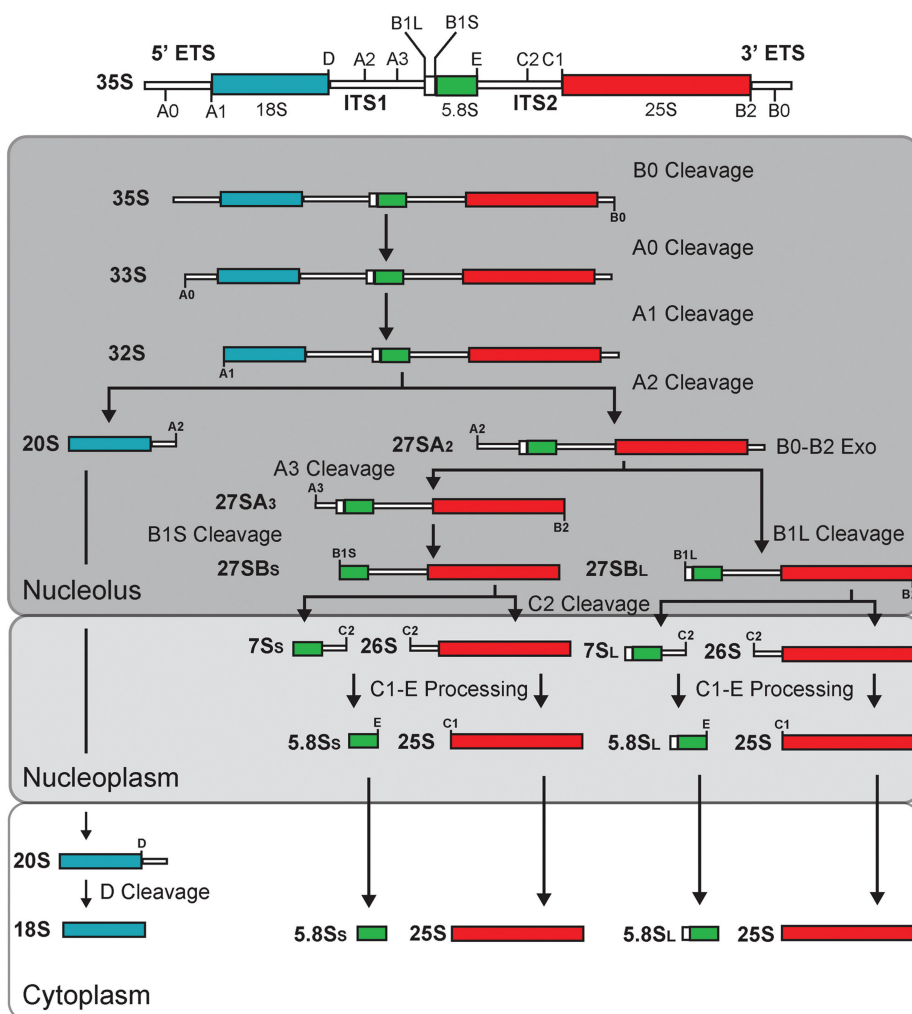 B1L B1S
5' ETS D A2 A3 E C2 C1 3' ETS
35S
A0 A1 18S ITS1 5.8S ITS2 25S B2 B0
B0 Cleavage
35S
B0
A0 Cleavage
33S
A0
A1 Cleavage
32S
A1
A2 Cleavage
20S A2 27SA2 A2 B0-B2 Exo
A3 Cleavage
27SA3 A3 B2
B1S Cleavage B1L Cleavage
27SBS B1S 27SBL B1L
Nucleolus
C2 Cleavage
7SS C2 26S C2 7SL C2 26S C2
C1-E Processing C1-E Processing
5.8SS E 25S C1 5.8SL E 25S C1
Nucleoplasm
20S D
D Cleavage
18S 5.8SS 25S 5.8SL 25S
Cytoplasm